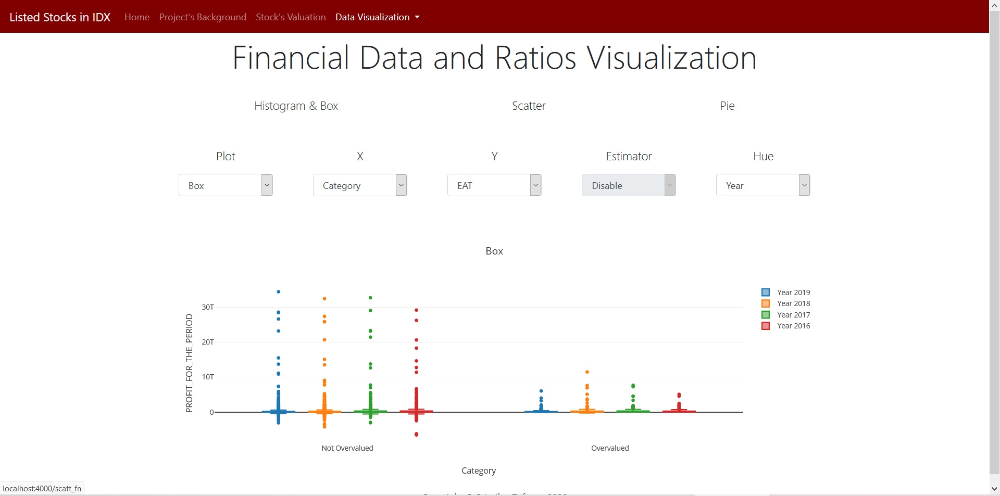 Listed Stocks in IDX Home Project's Background Stock's Valuation Data Visualization
Financial Data and Ratios Visualization
Histogram & Box Scatter Pie
Plot X Y Estimator Hue
Box Category EAT Disable Year
Box
PROFIT_FOR_THE_PERIOD
30T
20T
10T
0
Year 2019
Year 2018
Year 2017
Year 2016
Not Overvalued Overvalued
Category
localhost:4000/scatt_fn